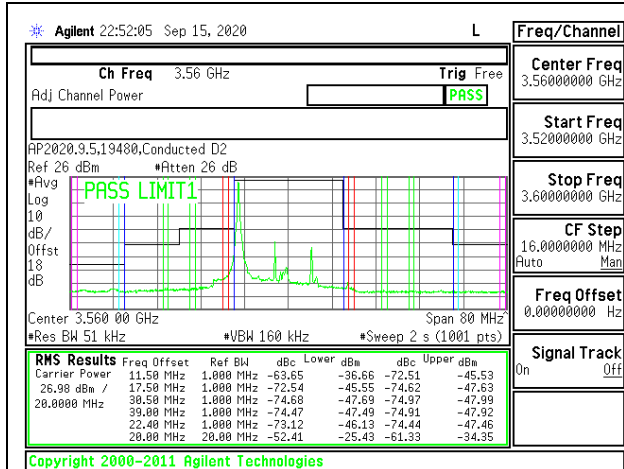 Agilent 22:52:05 Sep 15, 2020 L
Freq/Channel
Ch Freq 3.56 GHz Trig Free
Adj Channel Power PASS
AP2020.9.5,19480,Conducted D2
Ref 26 dBm #Atten 26 dB
#Avg
Log
10
dB/
Offst
18
dB
PASS LIMIT1
Center 3.560 00 GHz Span 80 MHz
#Res BW 51 kHz #VBW 160 kHz #Sweep 2 s (1001 pts)
RMS Results Freq Offset Ref BW dBc Lower dBm dBc Upper dBm
Carrier Power 11.50 MHz 1.000 MHz -63.65 -36.66 -72.51 -45.53
26.98 dBm / 17.50 MHz 1.000 MHz -72.54 -45.55 -74.62 -47.63
20.0000 MHz 30.50 MHz 1.000 MHz -74.68 -47.69 -74.97 -47.99
39.00 MHz 1.000 MHz -74.47 -47.49 -74.91 -47.92
22.40 MHz 1.000 MHz -73.12 -46.13 -74.44 -47.46
20.00 MHz 20.00 MHz -52.41 -25.43 -61.33 -34.35
Center Freq
3.56000000 GHz
Start Freq
3.52000000 GHz
Stop Freq
3.60000000 GHz
CF Step
16.0000000 MHz
Auto Man
Freq Offset
0.00000000 Hz
Signal Track
On Off
Copyright 2000-2011 Agilent Technologies